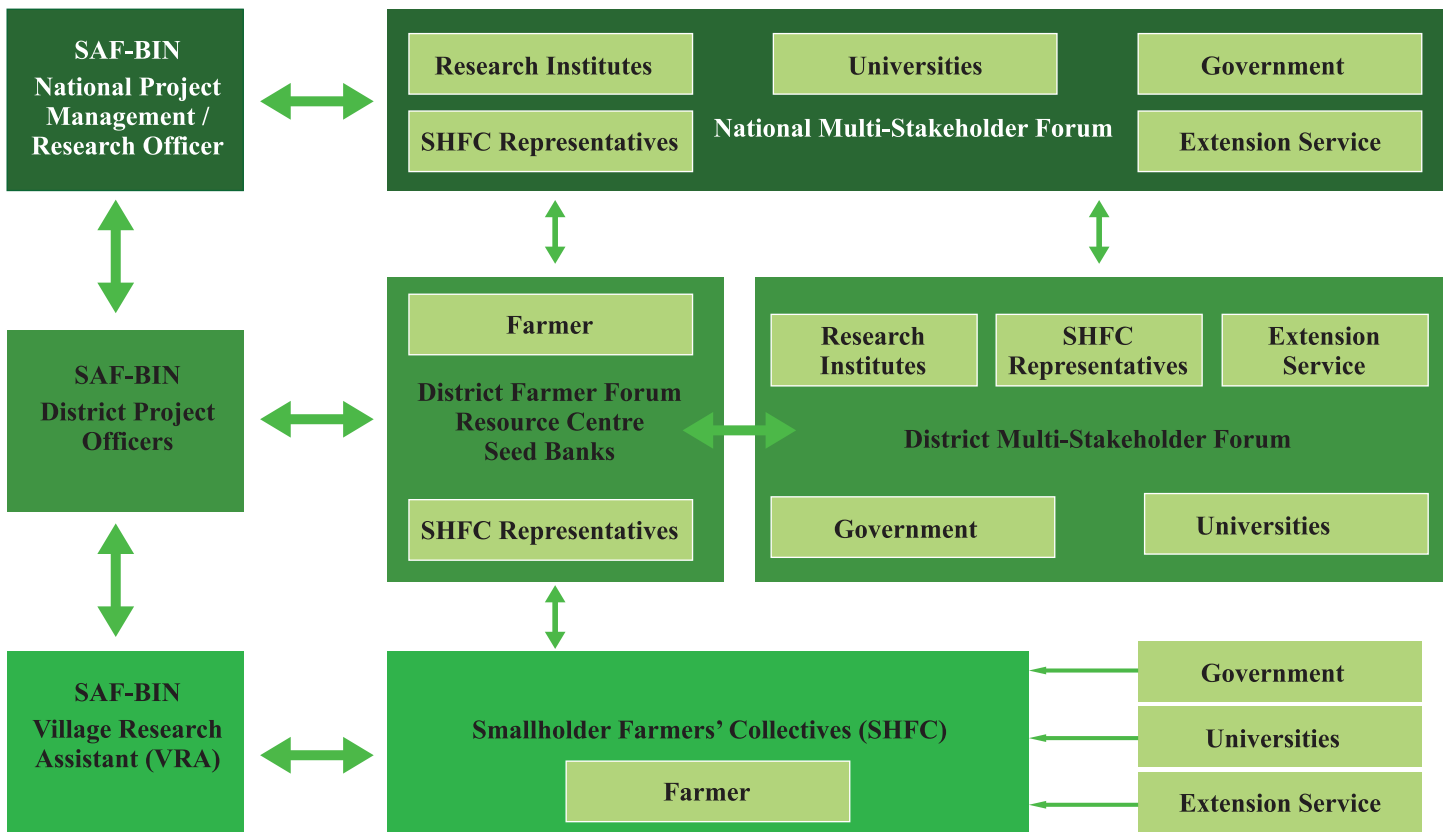 SAF-BIN
National Project
Management /
Research Officer
Research Institutes
Universities
Government
SHFC Representatives
National Multi-Stakeholder Forum
Extension Service
SAF-BIN
District Project
Officers
Farmer
District Farmer Forum
Resource Centre
Seed Banks
SHFC Representatives
Research
Institutes
SHFC
Representatives
Extension
Service
District Multi-Stakeholder Forum
Government
Universities
SAF-BIN
Village Research
Assistant (VRA)
Smallholder Farmers’ Collectives (SHFC)
Farmer
Government
Universities
Extension Service